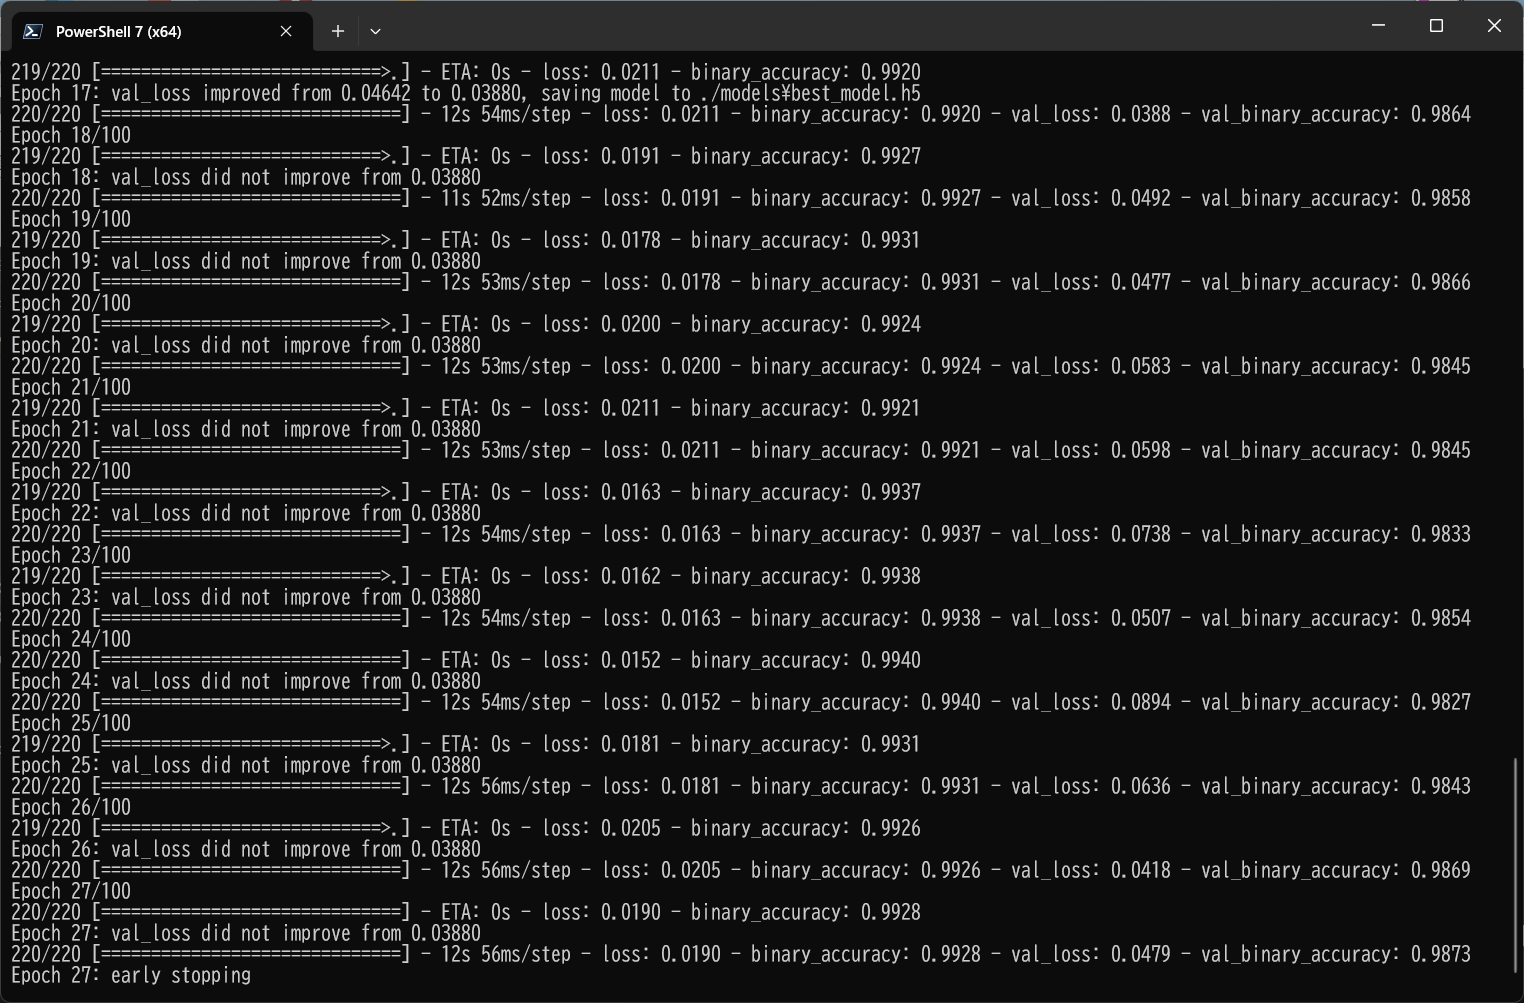 PowerShell 7 (x64)
219/220 [============================>.] - ETA: 0s - loss: 0.0211 - binary_accuracy: 0.9920
Epoch 17: val_loss improved from 0.04642 to 0.03880, saving model to ./models¥best_model.h5
220/220 [==============================] - 12s 54ms/step - loss: 0.0211 - binary_accuracy: 0.9920 - val_loss: 0.0388 - val_binary_accuracy: 0.9864
Epoch 18/100
219/220 [============================>.] - ETA: 0s - loss: 0.0191 - binary_accuracy: 0.9927
Epoch 18: val_loss did not improve from 0.03880
220/220 [==============================] - 11s 52ms/step - loss: 0.0191 - binary_accuracy: 0.9927 - val_loss: 0.0492 - val_binary_accuracy: 0.9858
Epoch 19/100
219/220 [============================>.] - ETA: 0s - loss: 0.0178 - binary_accuracy: 0.9931
Epoch 19: val_loss did not improve from 0.03880
220/220 [==============================] - 12s 53ms/step - loss: 0.0178 - binary_accuracy: 0.9931 - val_loss: 0.0477 - val_binary_accuracy: 0.9866
Epoch 20/100
219/220 [============================>.] - ETA: 0s - loss: 0.0200 - binary_accuracy: 0.9924
Epoch 20: val_loss did not improve from 0.03880
220/220 [==============================] - 12s 53ms/step - loss: 0.0200 - binary_accuracy: 0.9924 - val_loss: 0.0583 - val_binary_accuracy: 0.9845
Epoch 21/100
219/220 [============================>.] - ETA: 0s - loss: 0.0211 - binary_accuracy: 0.9921
Epoch 21: val_loss did not improve from 0.03880
220/220 [==============================] - 12s 53ms/step - loss: 0.0211 - binary_accuracy: 0.9921 - val_loss: 0.0598 - val_binary_accuracy: 0.9845
Epoch 22/100
219/220 [============================>.] - ETA: 0s - loss: 0.0163 - binary_accuracy: 0.9937
Epoch 22: val_loss did not improve from 0.03880
220/220 [==============================] - 12s 54ms/step - loss: 0.0163 - binary_accuracy: 0.9937 - val_loss: 0.0738 - val_binary_accuracy: 0.9833
Epoch 23/100
219/220 [============================>.] - ETA: 0s - loss: 0.0162 - binary_accuracy: 0.9938
Epoch 23: val_loss did not improve from 0.03880
220/220 [==============================] - 12s 54ms/step - loss: 0.0163 - binary_accuracy: 0.9938 - val_loss: 0.0507 - val_binary_accuracy: 0.9854
Epoch 24/100
220/220 [==============================] - ETA: 0s - loss: 0.0152 - binary_accuracy: 0.9940
Epoch 24: val_loss did not improve from 0.03880
220/220 [==============================] - 12s 54ms/step - loss: 0.0152 - binary_accuracy: 0.9940 - val_loss: 0.0894 - val_binary_accuracy: 0.9827
Epoch 25/100
219/220 [============================>.] - ETA: 0s - loss: 0.0181 - binary_accuracy: 0.9931
Epoch 25: val_loss did not improve from 0.03880
220/220 [==============================] - 12s 56ms/step - loss: 0.0181 - binary_accuracy: 0.9931 - val_loss: 0.0636 - val_binary_accuracy: 0.9843
Epoch 26/100
219/220 [============================>.] - ETA: 0s - loss: 0.0205 - binary_accuracy: 0.9926
Epoch 26: val_loss did not improve from 0.03880
220/220 [==============================] - 12s 56ms/step - loss: 0.0205 - binary_accuracy: 0.9926 - val_loss: 0.0418 - val_binary_accuracy: 0.9869
Epoch 27/100
220/220 [==============================] - ETA: 0s - loss: 0.0190 - binary_accuracy: 0.9928
Epoch 27: val_loss did not improve from 0.03880
220/220 [==============================] - 12s 56ms/step - loss: 0.0190 - binary_accuracy: 0.9928 - val_loss: 0.0479 - val_binary_accuracy: 0.9873
Epoch 27: early stopping